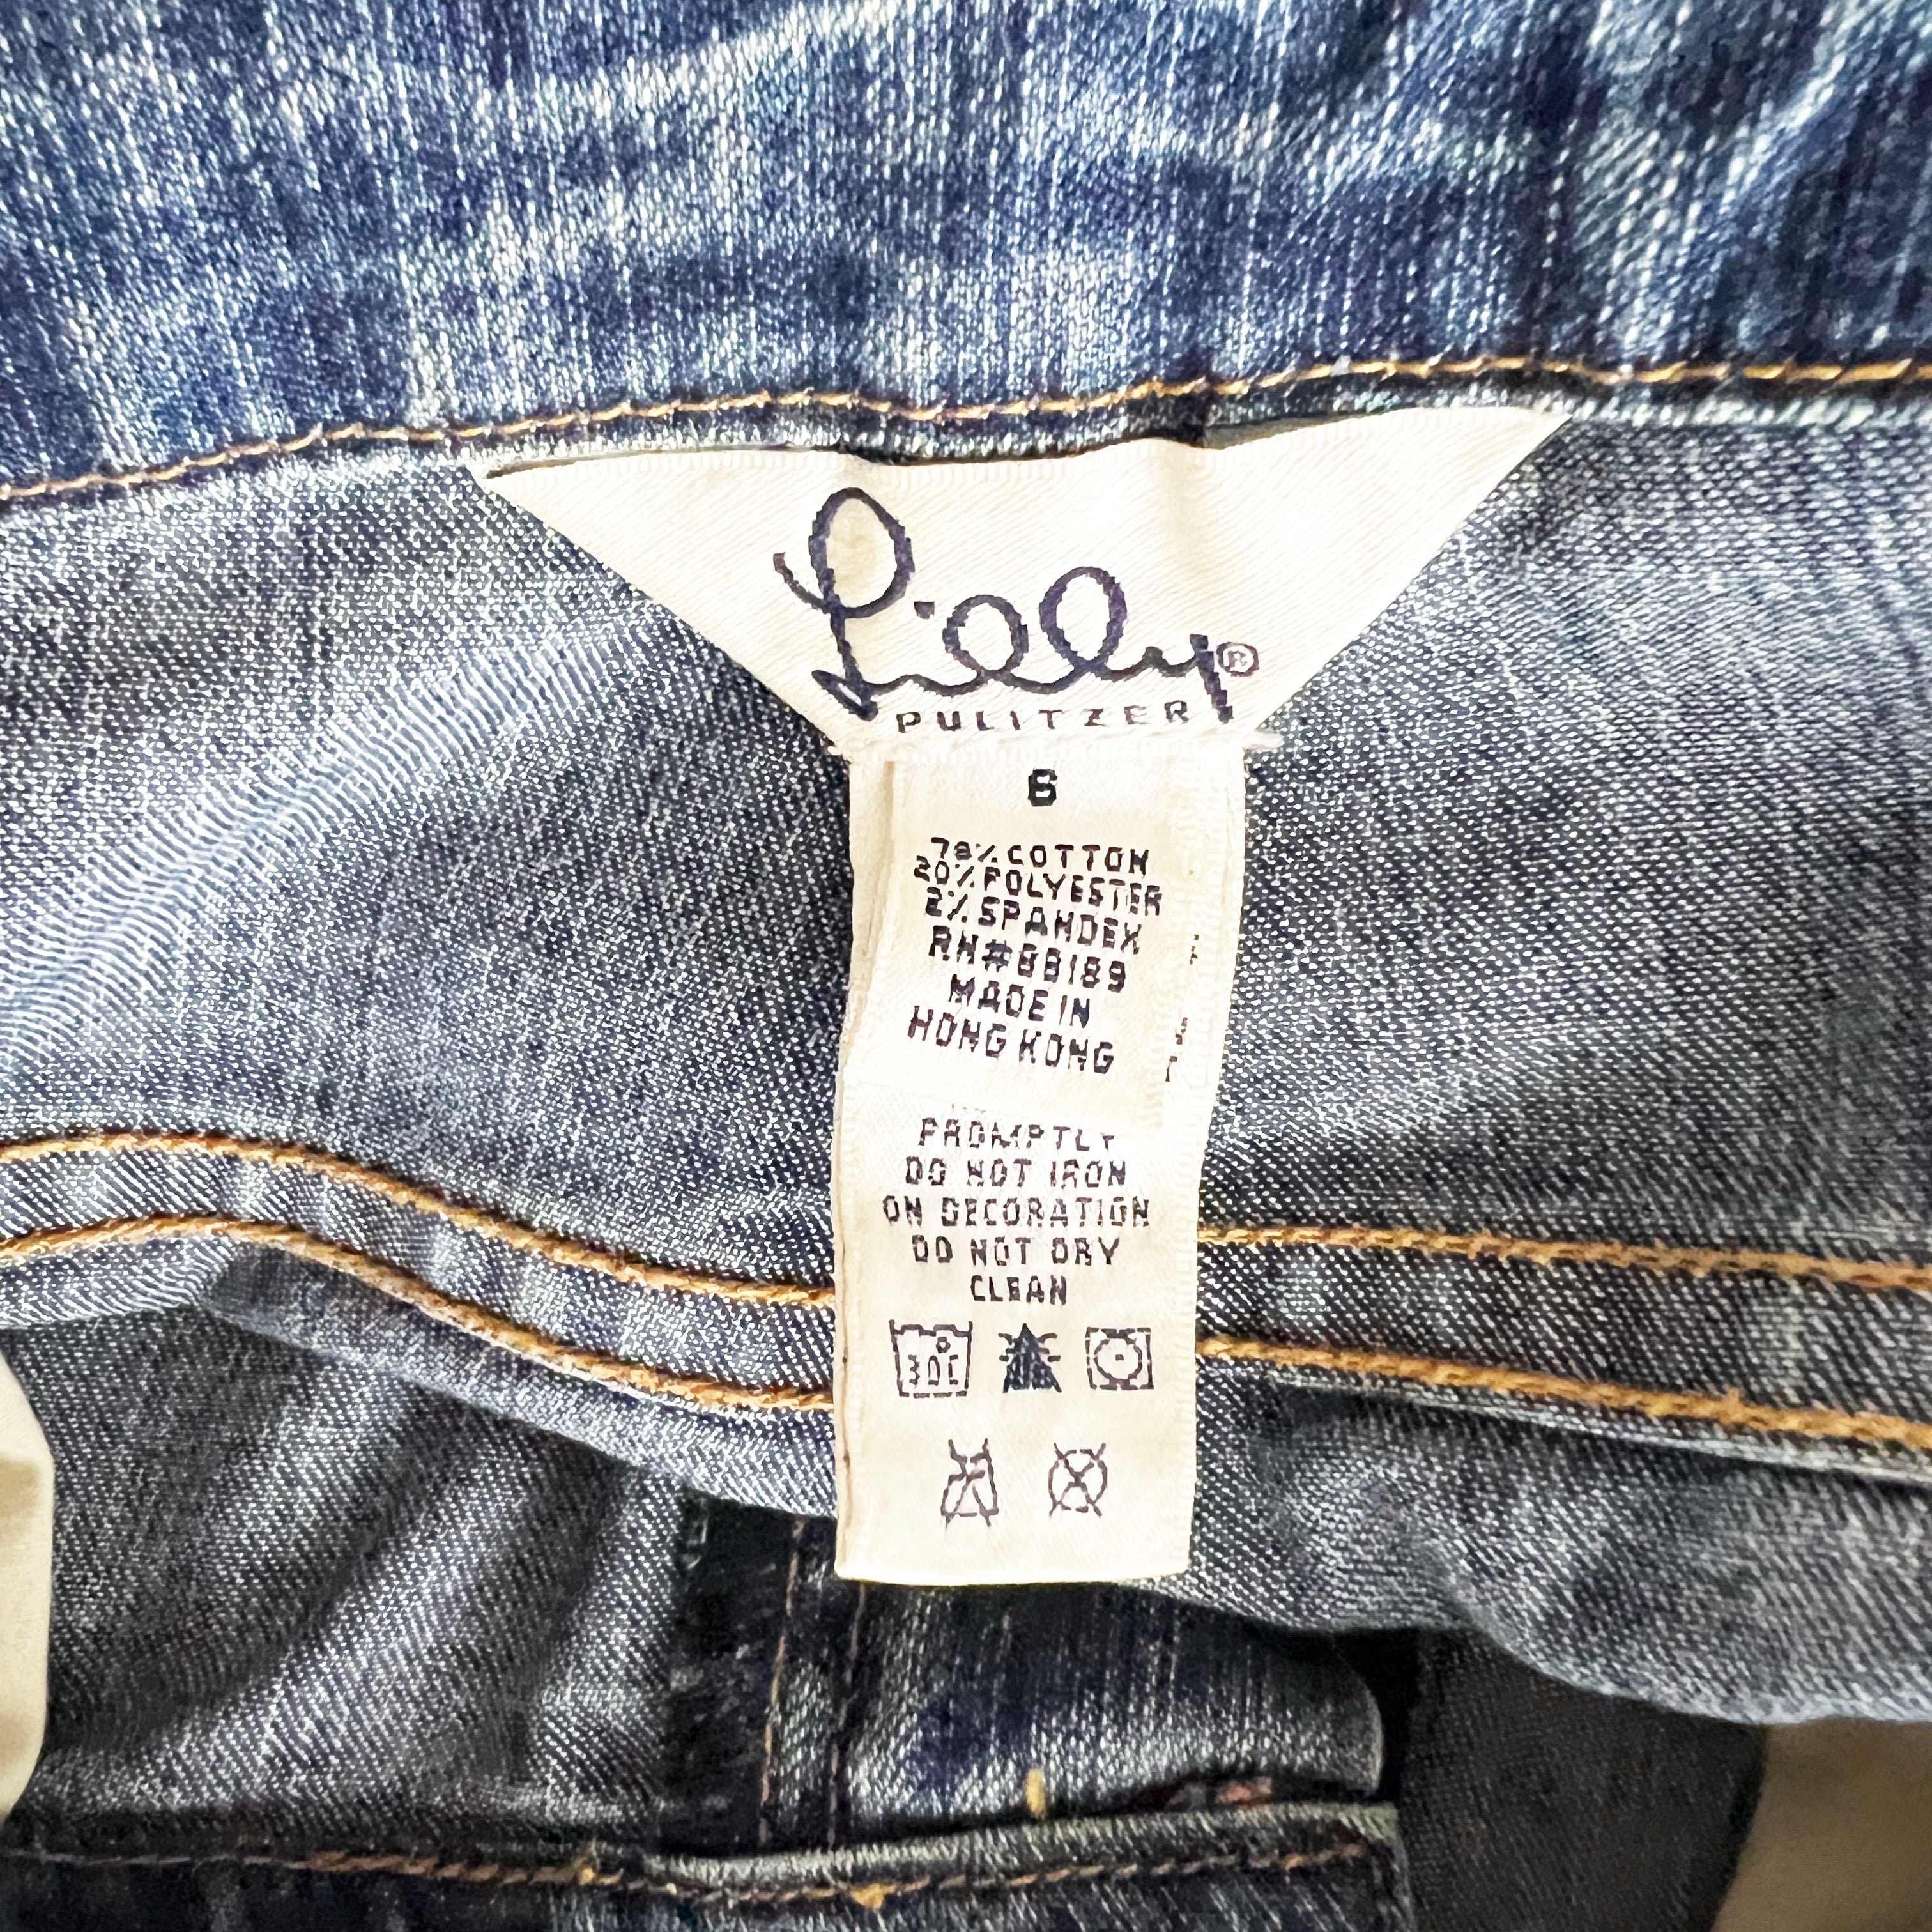 Lilly®
PULITZER
6
78% COTTON
20% POLYESTER
2% SPANDEX
RN#68189
MADE IN
HONG KONG
PROMPTLY
DO NOT IRON
ON DECORATION
DO NOT DRY
CLEAN
30C